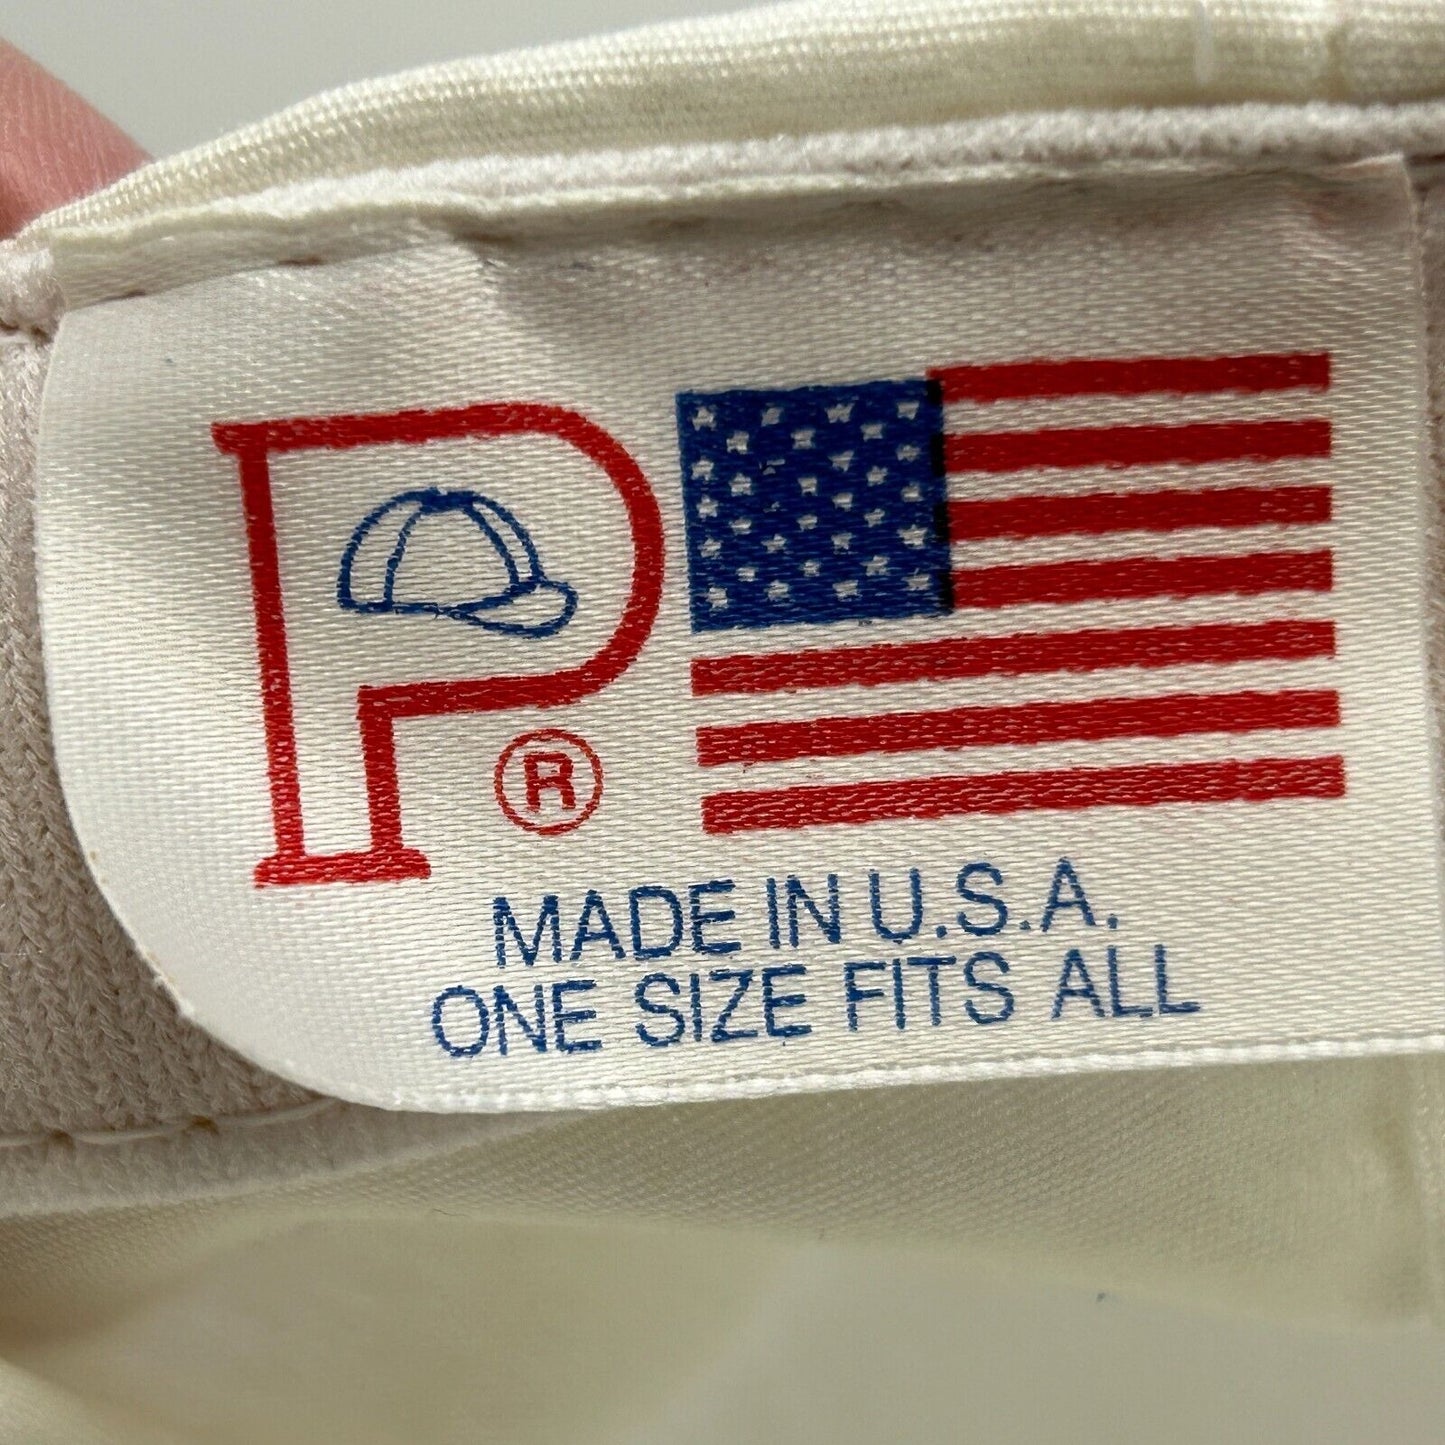 P
®
MADE IN U.S.A.
ONE SIZE FITS ALL